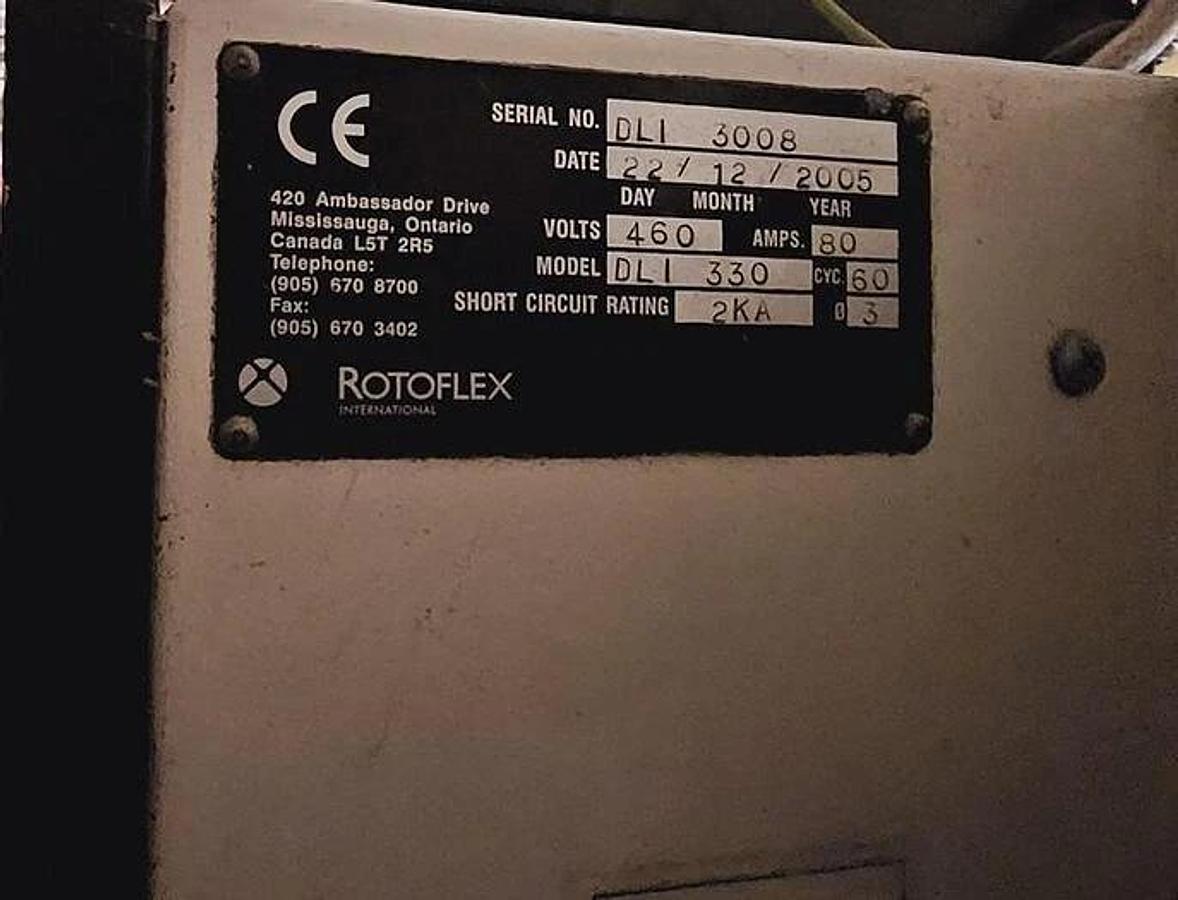 CE
SERIAL NO. DLI 3008
DATE 22 / 12 / 2005
DAY MONTH YEAR
VOLTS 460 AMPS. 80
MODEL DLI 330 CYC. 60
SHORT CIRCUIT RATING 2KA Ø 3
420 Ambassador Drive
Mississauga, Ontario
Canada L5T 2R5
Telephone:
(905) 670 8700
Fax:
(905) 670 3402
ROTOFLEX
INTERNATIONAL